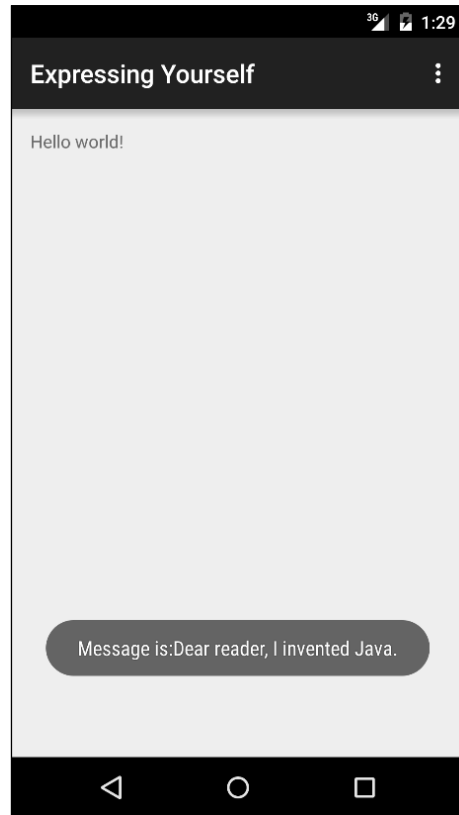 3G 1:29
Expressing Yourself
Hello world!
Message is:Dear reader, I invented Java.